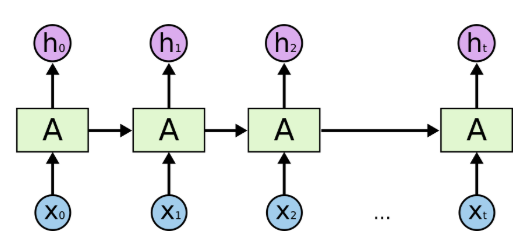 h₀ h₁ h₂ hₜ
A A A A
x₀ x₁ x₂ ... xₜ